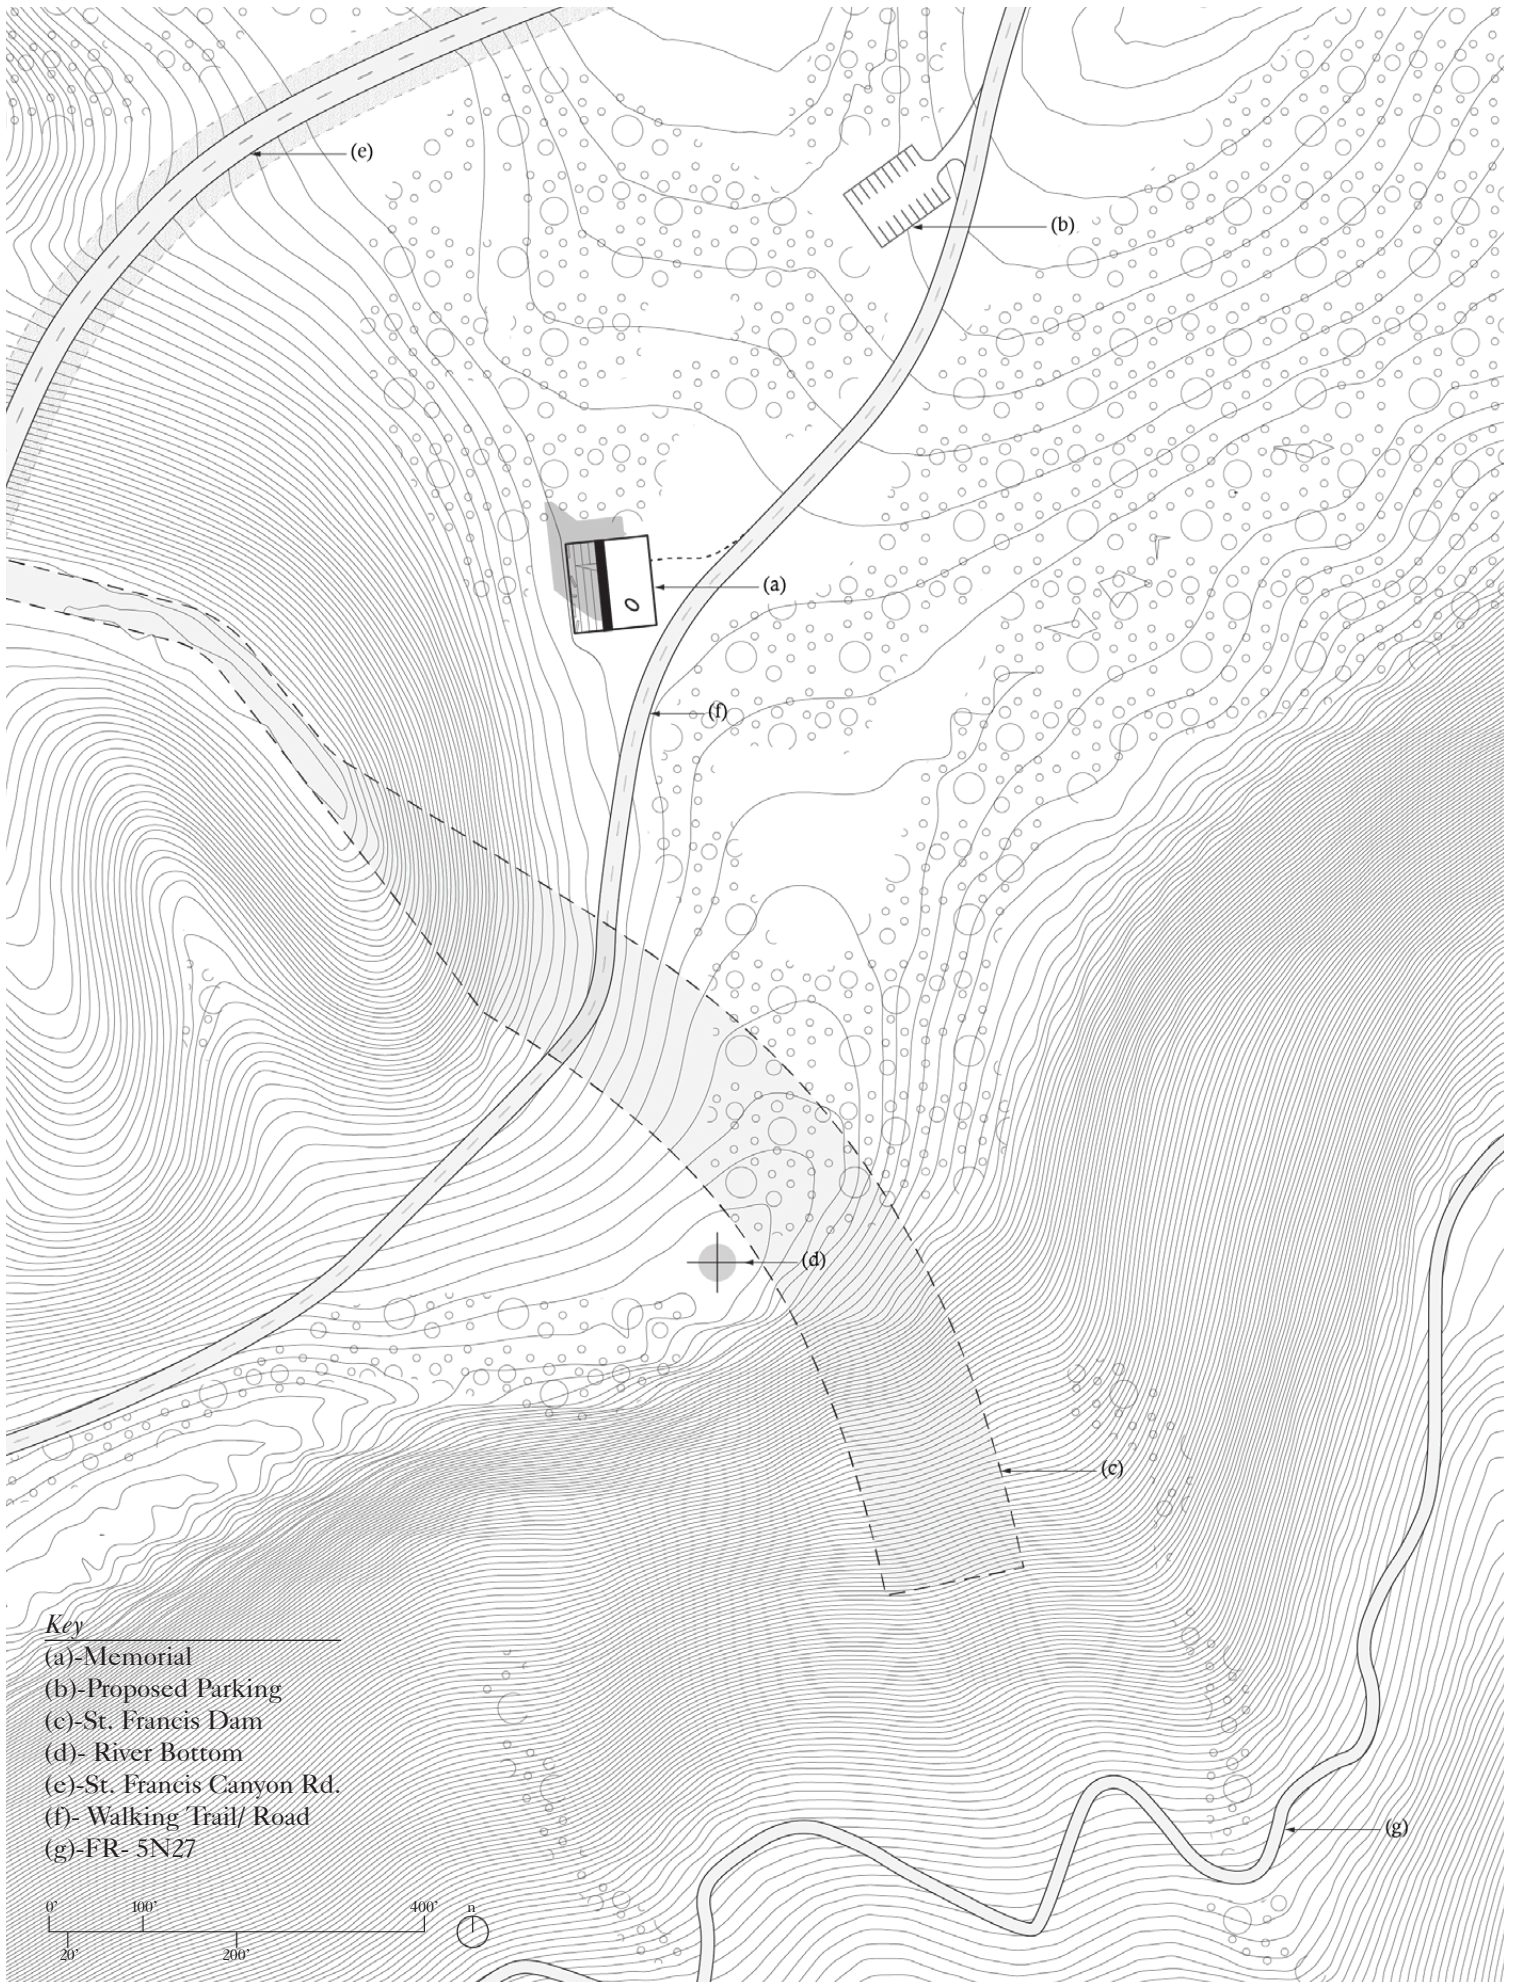 (e)
(b)
(a)
(f)
(d)
(c)
Key
(a)-Memorial
(b)-Proposed Parking
(c)-St. Francis Dam
(d)- River Bottom
(e)-St. Francis Canyon Rd.
(f)- Walking Trail/ Road
(g)-FR- 5N27
(g)
0' 100' 400' n
20' 200'